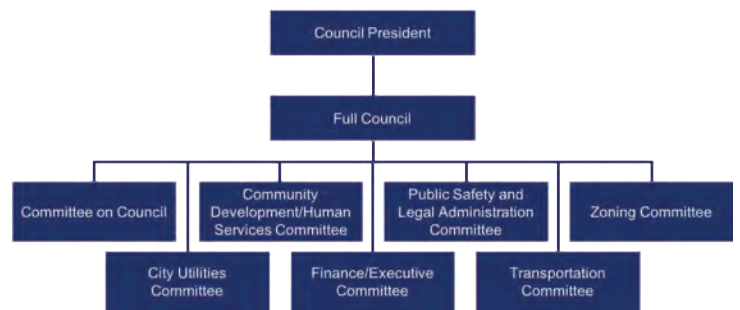 Council President
Full Council
Committee on Council
Community
Development/Human
Services Committee
Public Safety and
Legal Administration
Committee
Zoning Committee
City Utilities
Committee
Finance/Executive
Committee
Transportation
Committee